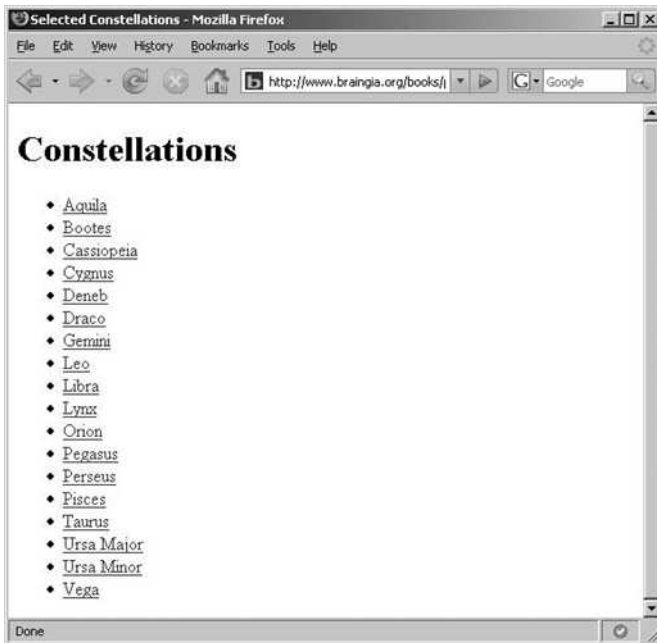 Selected Constellations - Mozilla Firefox
File Edit View History Bookmarks Tools Help
http://www.braingia.org/books/ G Google
Constellations
Aquila
Bootes
Cassiopeia
Cygnus
Deneb
Draco
Gemini
Leo
Libra
Lynx
Orion
Pegasus
Perseus
Pisces
Taurus
Ursa Major
Ursa Minor
Vega
Done